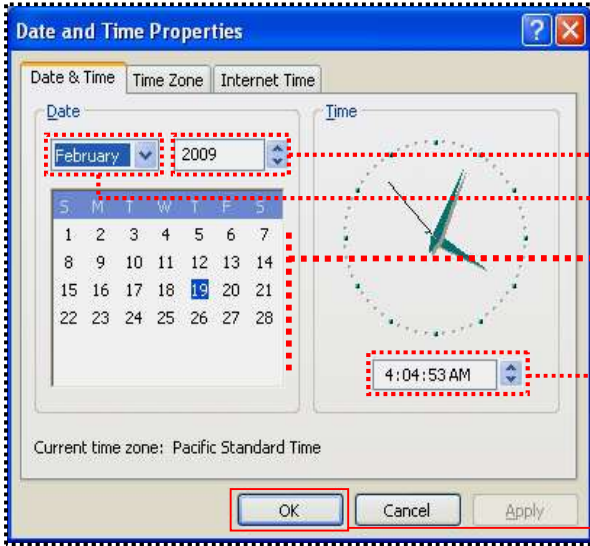 Date and Time Properties
Date & Time Time Zone Internet Time
Date
Time
February 2009
S M T W T F S
1 2 3 4 5 6 7
8 9 10 11 12 13 14
15 16 17 18 19 20 21
22 23 24 25 26 27 28
4:04:53 AM
Current time zone: Pacific Standard Time
OK Cancel Apply